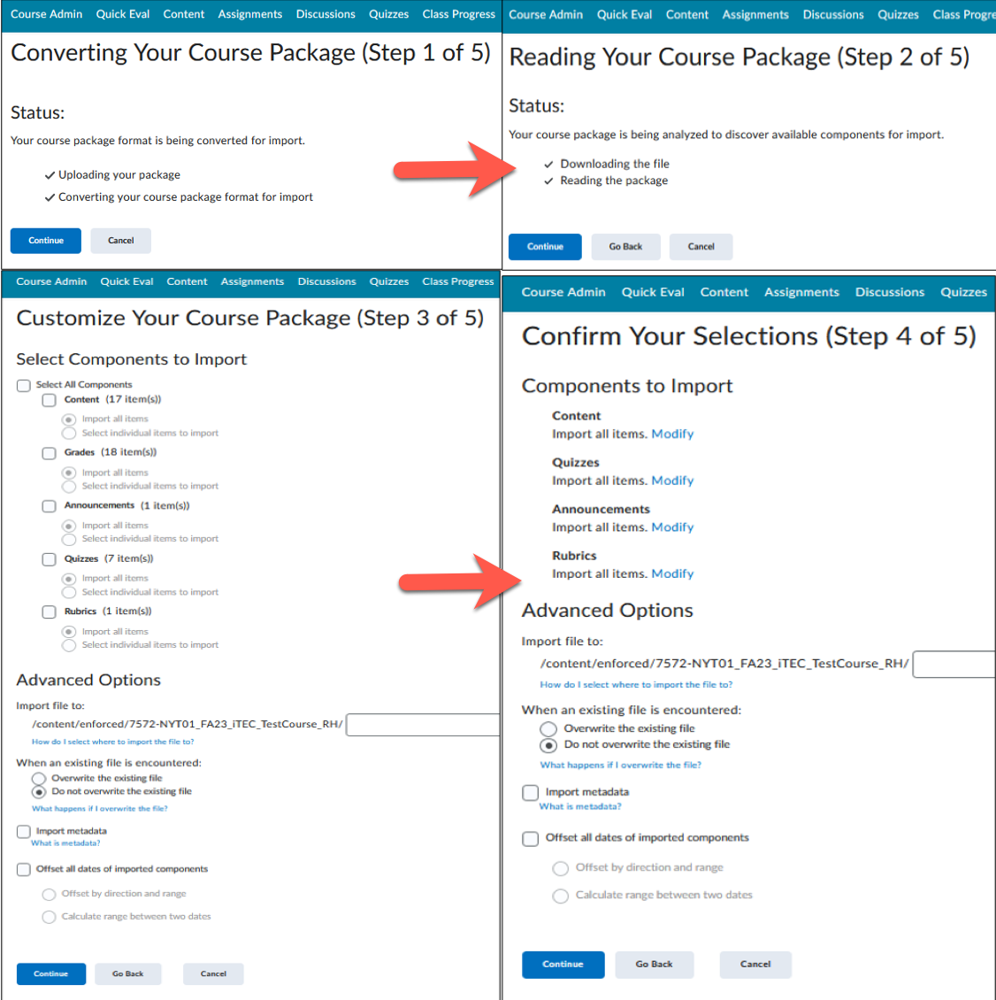 Course Admin Quick Eval Content Assignments Discussions Quizzes Class Progress
Converting Your Course Package (Step 1 of 5)
Status:
Your course package format is being converted for import.
Uploading your package
Converting your course package format for import
Continue Cancel
Course Admin Quick Eval Content Assignments Discussions Quizzes Class Progre
Reading Your Course Package (Step 2 of 5)
Status:
Your course package is being analyzed to discover available components for import.
Downloading the file
Reading the package
Continue Go Back Cancel
Course Admin Quick Eval Content Assignments Discussions Quizzes Class Progress
Customize Your Course Package (Step 3 of 5)
Select Components to Import
Select All Components
Content (17 item(s))
Import all items
Select individual items to import
Grades (18 item(s))
Import all items
Select individual items to import
Announcements (1 item(s))
Import all items
Select individual items to import
Quizzes (7 item(s))
Import all items
Select individual items to import
Rubrics (1 item(s))
Import all items
Select individual items to import
Advanced Options
Import file to:
/content/enforced/7572-NYT01_FA23_iTEC_TestCourse_RH/
How do I select where to import the file to?
When an existing file is encountered:
Overwrite the existing file
Do not overwrite the existing file
What happens if I overwrite the file?
Import metadata
What is metadata?
Offset all dates of imported components
Offset by direction and range
Calculate range between two dates
Continue Go Back Cancel
Course Admin Quick Eval Content Assignments Discussions Quizzes
Confirm Your Selections (Step 4 of 5)
Components to Import
Content
Import all items. Modify
Quizzes
Import all items. Modify
Announcements
Import all items. Modify
Rubrics
Import all items. Modify
Advanced Options
Import file to:
/content/enforced/7572-NYT01_FA23_iTEC_TestCourse_RH/
How do I select where to import the file to?
When an existing file is encountered:
Overwrite the existing file
Do not overwrite the existing file
What happens if I overwrite the file?
Import metadata
What is metadata?
Offset all dates of imported components
Offset by direction and range
Calculate range between two dates
Continue Go Back Cancel